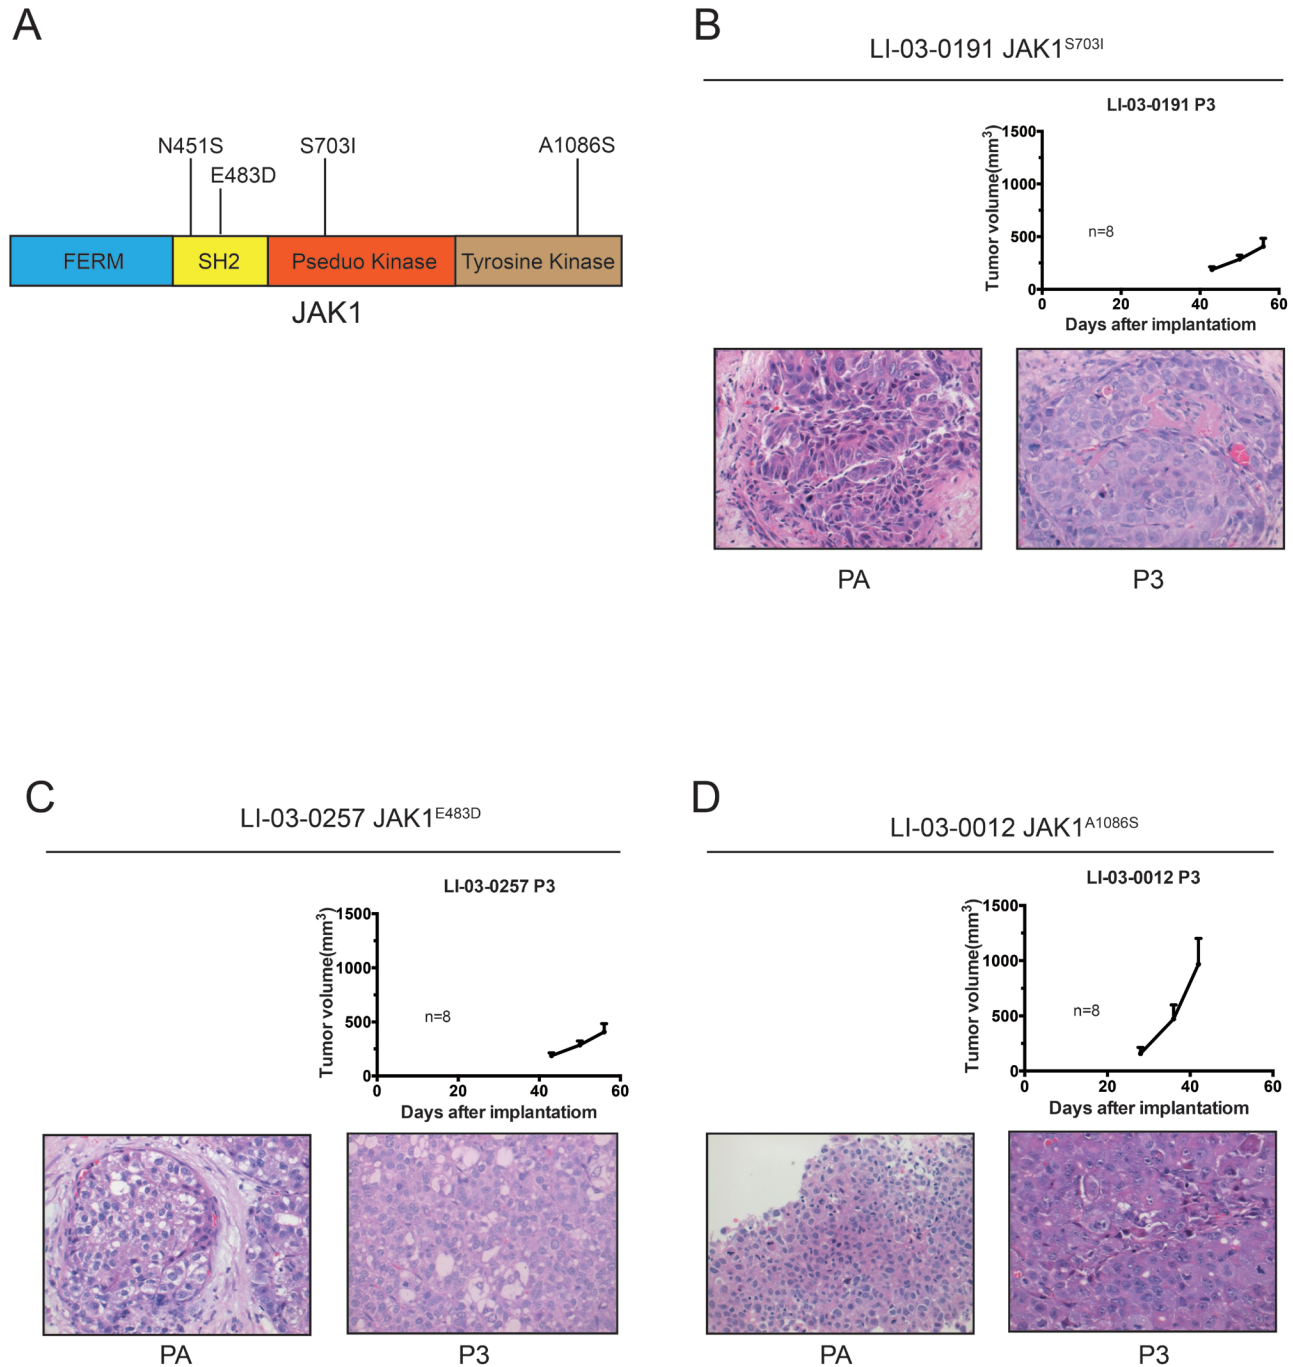 A
N451S
S703I
A1086S
E483D
FERM
SH2
Pseduo Kinase
Tyrosine Kinase
JAK1
B
LI-03-0191 JAK1S703I
LI-03-0191 P3
Tumor volume(mm3)
1500
1000
500
0
n=8
0 20 40 60
Days after implantatiom
PA
P3
C
LI-03-0257 JAK1E483D
LI-03-0257 P3
Tumor volume(mm3)
1500
1000
500
0
n=8
0 20 40 60
Days after implantatiom
PA
P3
D
LI-03-0012 JAK1A1086S
LI-03-0012 P3
Tumor volume(mm3)
1500
1000
500
0
n=8
0 20 40 60
Days after implantatiom
PA
P3